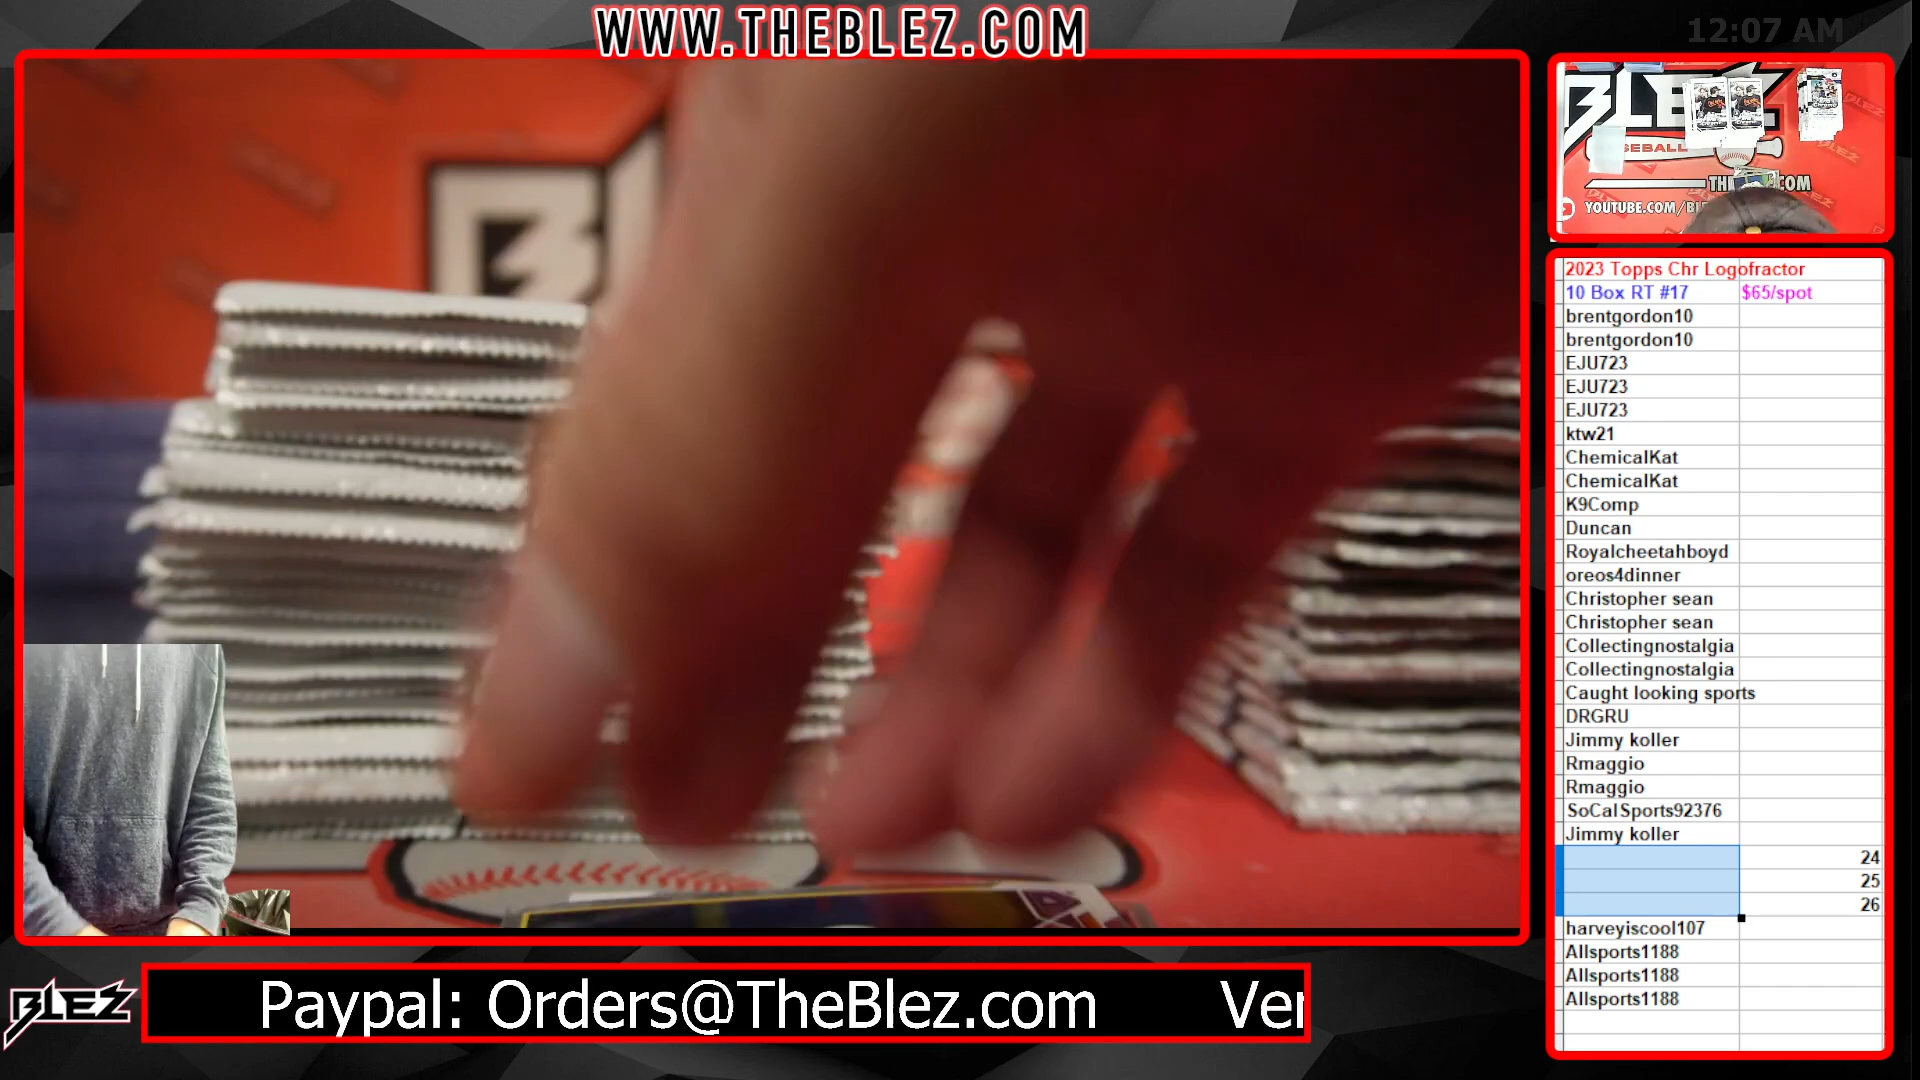 WWW.THEBLEZ.COM
12:07 AM
BLEZ
YOUTUBE.COM/
2023 Topps Chr Logofractor
10 Box RT #17 $65/spot
brentgordon10
brentgordon10
EJU723
EJU723
EJU723
ktw21
ChemicalKat
ChemicalKat
K9Comp
Duncan
Royalcheetahboyd
oreos4dinner
Christopher sean
Christopher sean
Collectingnostalgia
Collectingnostalgia
Caught looking sports
DRGRU
Jimmy koller
Rmaggio
Rmaggio
SoCalSports92376
Jimmy koller
24
25
26
harveyiscool107
Allsports1188
Allsports1188
Allsports1188
BLEZ
Paypal: Orders@TheBlez.com Ver